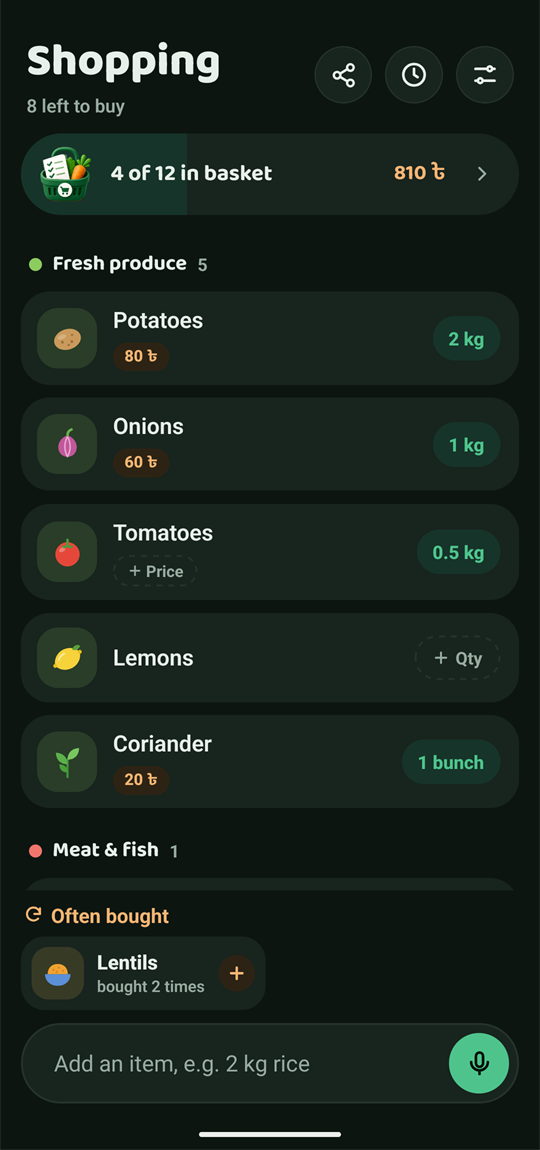 Shopping
8 left to buy
4 of 12 in basket
810 ৳
Fresh produce 5
Potatoes
80 ৳
2 kg
Onions
60 ৳
1 kg
Tomatoes
+ Price
0.5 kg
Lemons
+ Qty
Coriander
20 ৳
1 bunch
Meat & fish 1
Often bought
Lentils
bought 2 times
+
Add an item, e.g. 2 kg rice